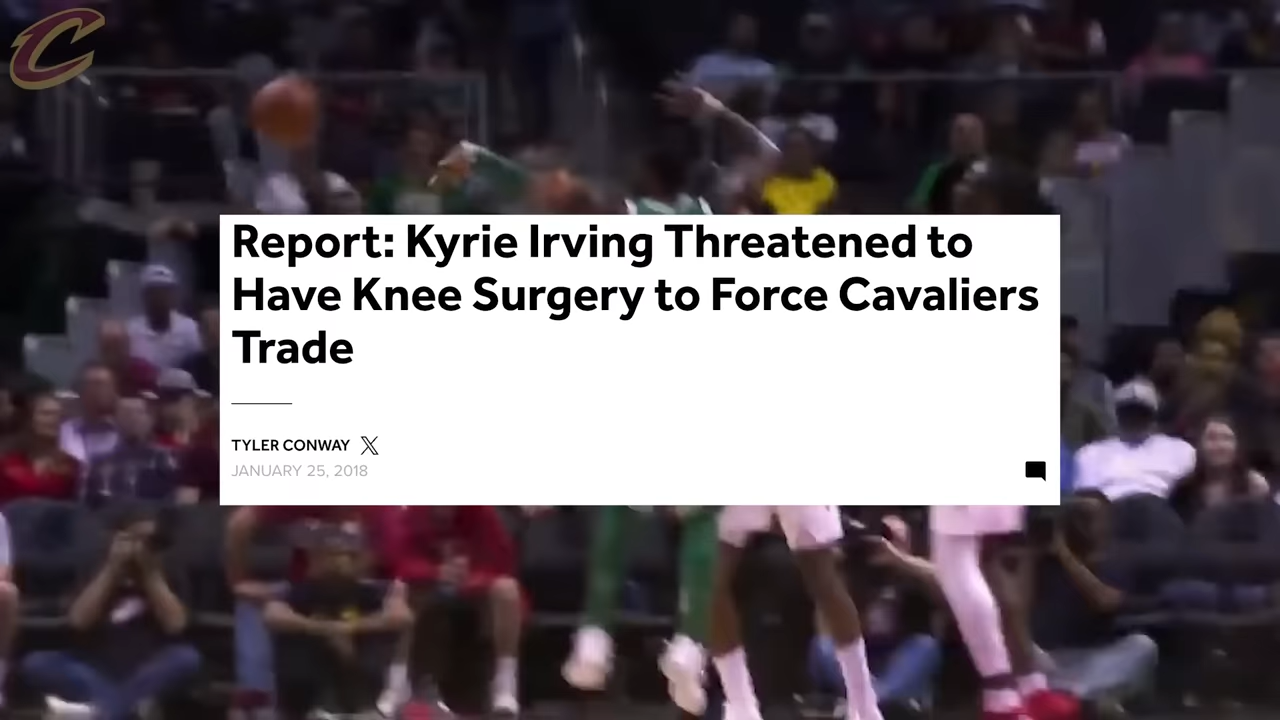 C
Report: Kyrie Irving Threatened to
Have Knee Surgery to Force Cavaliers
Trade
TYLER CONWAY X
JANUARY 25, 2018